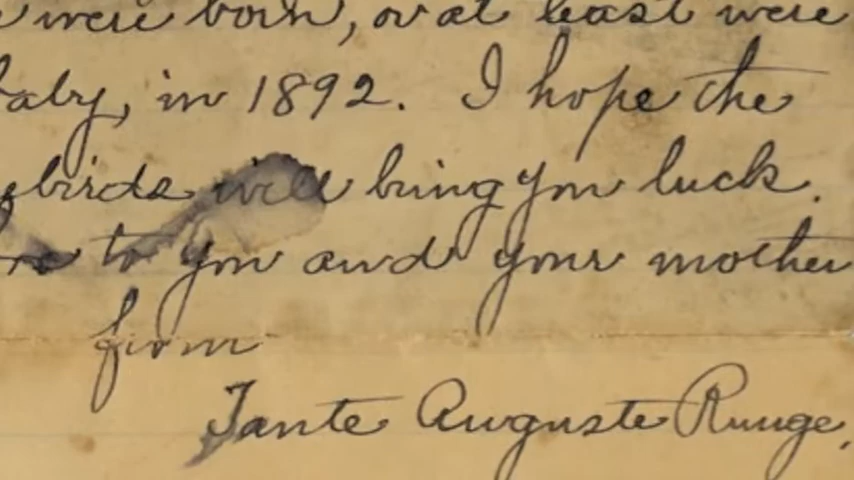 were born, or at least were
baby, in 1892. I hope the
birds will bring you luck.
to you and your mother
from
Tante Auguste Runge.